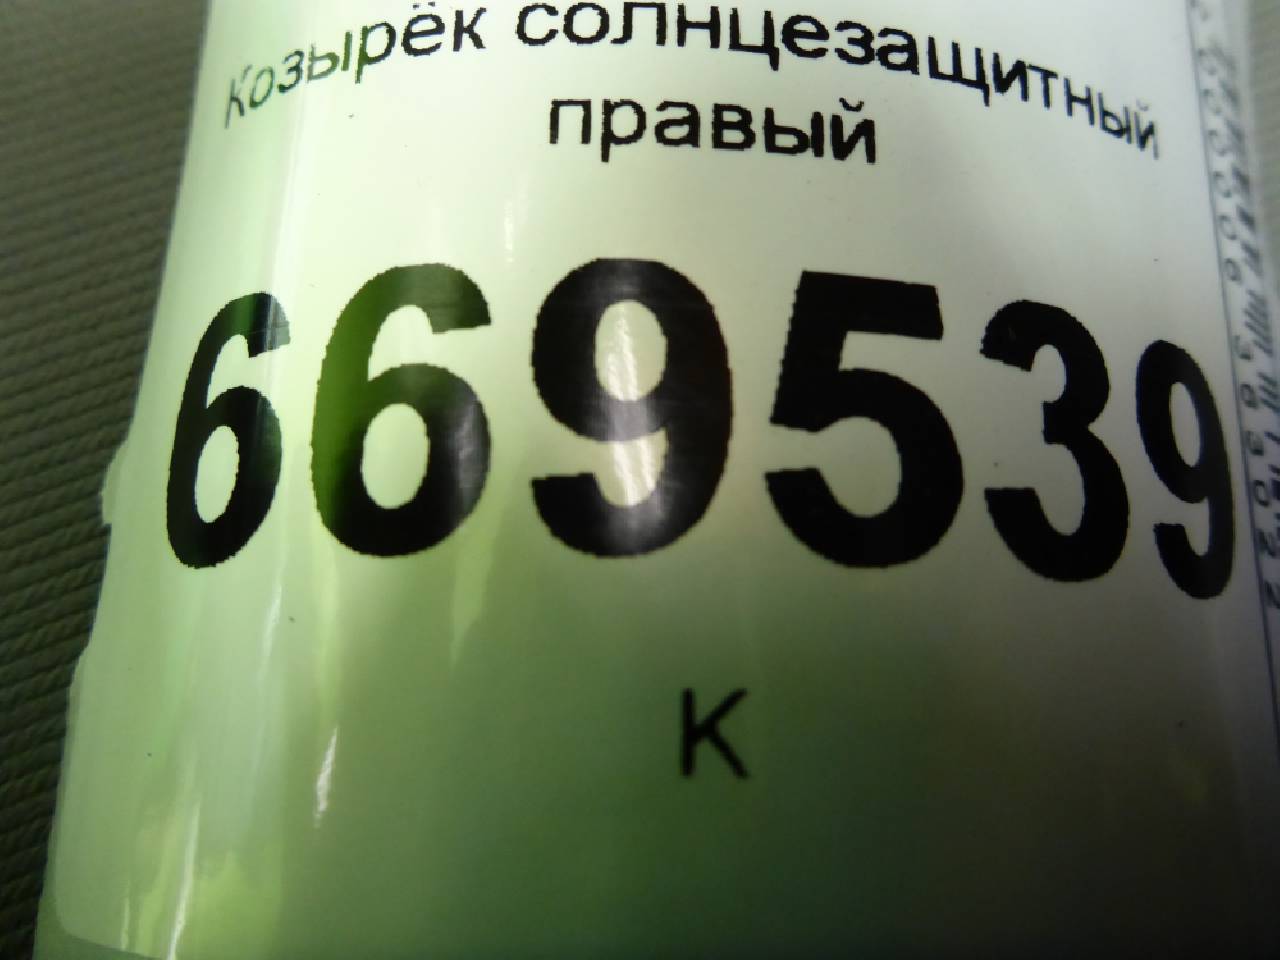 Козырёк солнцезащитный
правый
669539
К